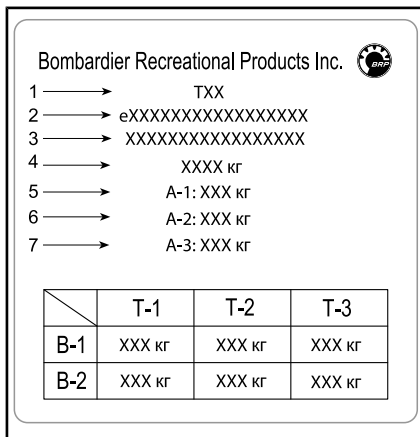 Bombardier Recreational Products Inc. BRP
1 TXX
2 eXXXXXXXXXXXXXXXXX
3 XXXXXXXXXXXXXXXXX
4 XXXX кг
5 A-1: XXX кг
6 A-2: XXX кг
7 A-3: XXX кг
T-1 T-2 T-3
B-1 XXX кг XXX кг XXX кг
B-2 XXX кг XXX кг XXX кг